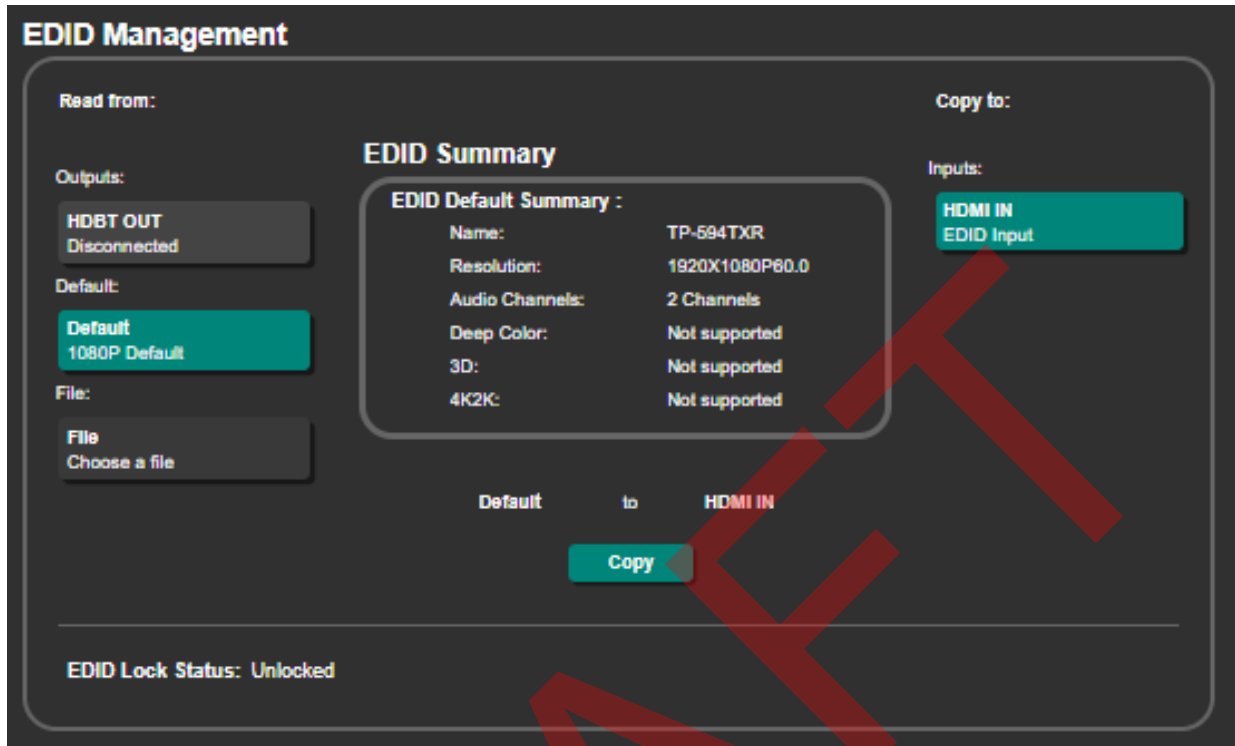 EDID Management
Read from:
Copy to:
EDID Summary
Outputs:
Inputs:
HDBT OUT
Disconnected
EDID Default Summary :
HDMI IN
EDID Input
Name: TP-594TXR
Resolution: 1920X1080P60.0
Default:
Audio Channels: 2 Channels
Default
1080P Default
Deep Color: Not supported
3D: Not supported
File:
4K2K: Not supported
File
Choose a file
Default to HDMI IN
Copy
EDID Lock Status: Unlocked